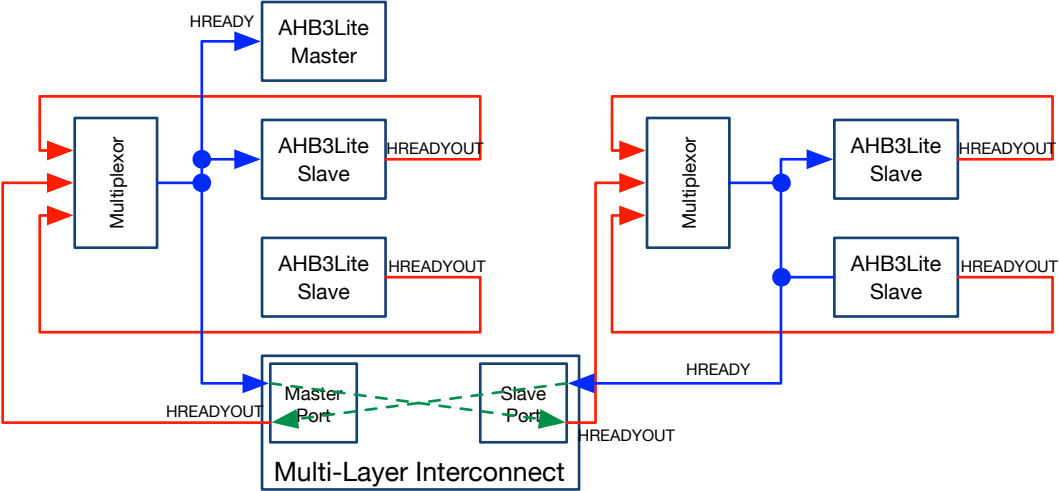 HREADY
AHB3Lite
Master
Multiplexor
AHB3Lite
Slave
HREADYOUT
AHB3Lite
Slave
HREADYOUT
Multiplexor
AHB3Lite
Slave
HREADYOUT
AHB3Lite
Slave
HREADYOUT
HREADY
Master
Port
Slave
Port
HREADYOUT
HREADYOUT
Multi-Layer Interconnect